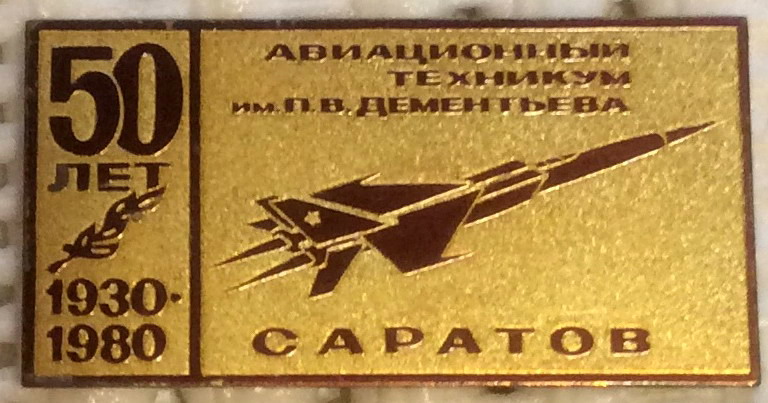 50
ЛЕТ
1930·
1980
АВИАЦИОННЫЙ
ТЕХНИКУМ
им. П.В. ДЕМЕНТЬЕВА
САРАТОВ